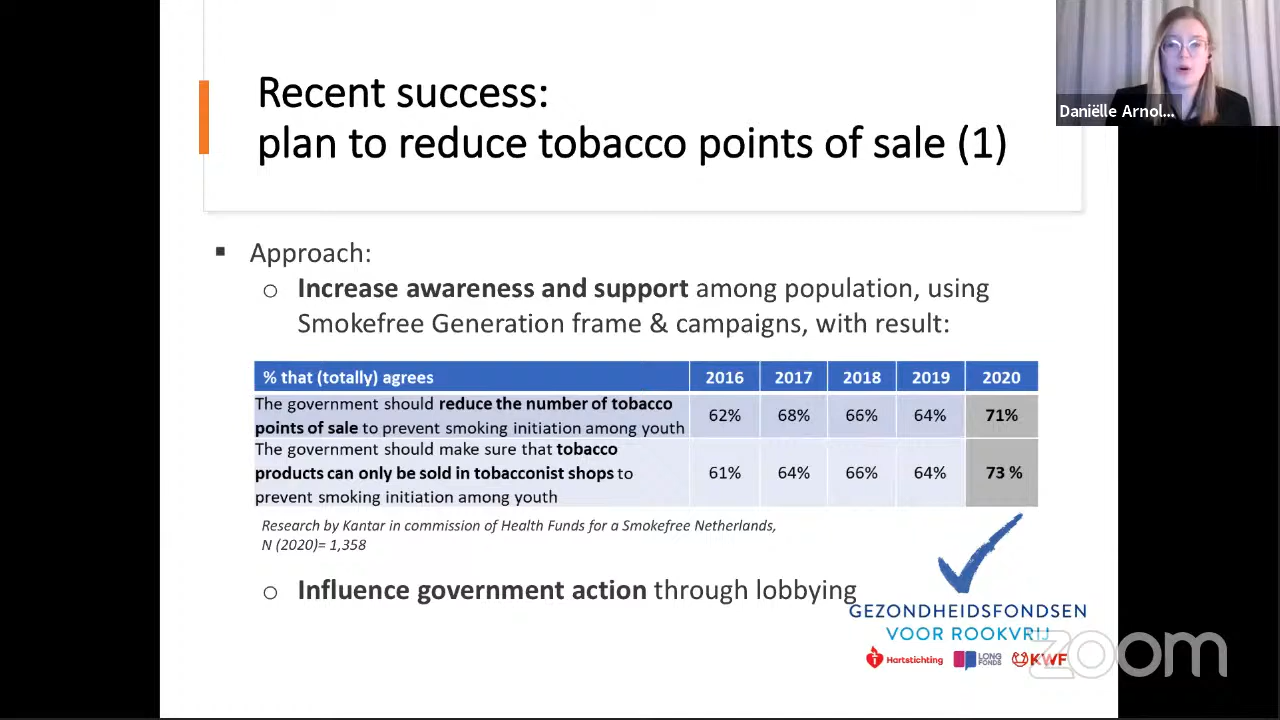 Daniëlle Arnol...
Recent success:
plan to reduce tobacco points of sale (1)
▪ Approach:
o Increase awareness and support among population, using
Smokefree Generation frame & campaigns, with result:
% that (totally) agrees 2016 2017 2018 2019 2020
The government should reduce the number of tobacco
points of sale to prevent smoking initiation among youth 62% 68% 66% 64% 71%
The government should make sure that tobacco
products can only be sold in tobacconist shops to 61% 64% 66% 64% 73 %
prevent smoking initiation among youth
Research by Kantar in commission of Health Funds for a Smokefree Netherlands,
N (2020)= 1,358
o Influence government action through lobbying
GEZONDHEIDSFONDSEN
VOOR ROOKVRIJ
Hartstichting LONG FONDS KWF
zoom